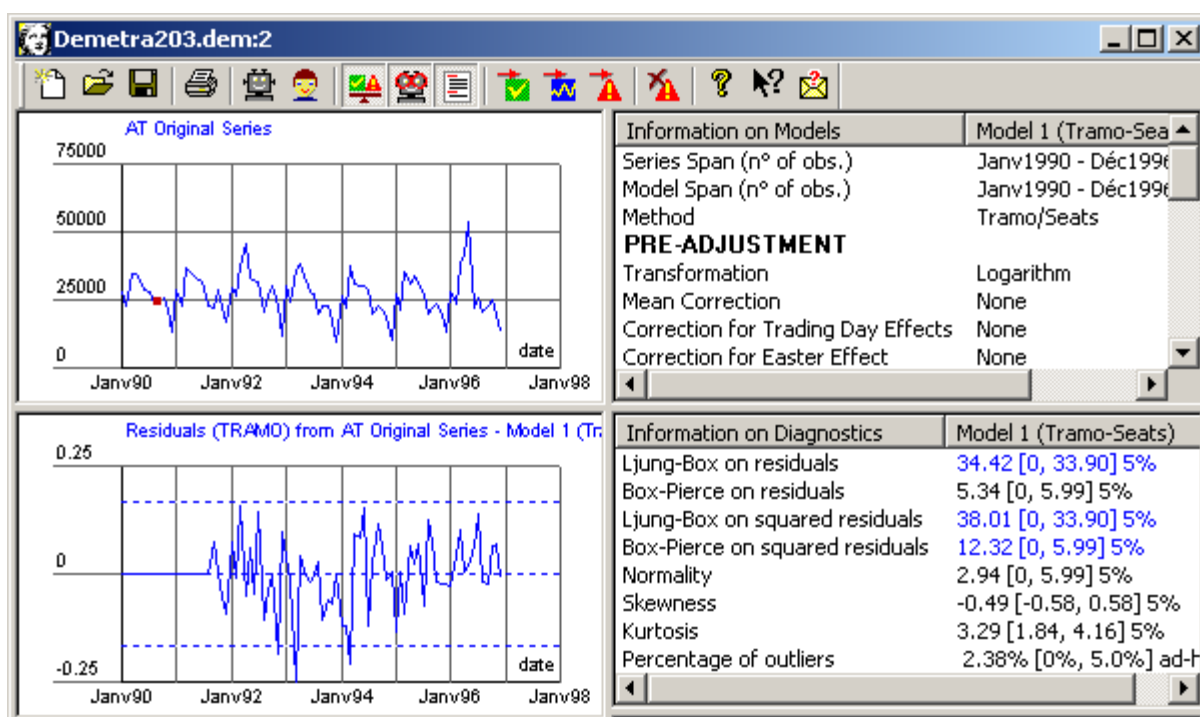 Demetra203.dem:2
AT Original Series
75000
50000
25000
0
date
Janv90 Janv92 Janv94 Janv96 Janv98
Information on Models Model 1 (Tramo-Sea
Series Span (n° of obs.) Janv1990 - Déc1996
Model Span (n° of obs.) Janv1990 - Déc1996
Method Tramo/Seats
PRE-ADJUSTMENT
Transformation Logarithm
Mean Correction None
Correction for Trading Day Effects None
Correction for Easter Effect None
Residuals (TRAMO) from AT Original Series - Model 1 (Tra
0.25
0
-0.25
date
Janv90 Janv92 Janv94 Janv96 Janv98
Information on Diagnostics Model 1 (Tramo-Seats)
Ljung-Box on residuals 34.42 [0, 33.90] 5%
Box-Pierce on residuals 5.34 [0, 5.99] 5%
Ljung-Box on squared residuals 38.01 [0, 33.90] 5%
Box-Pierce on squared residuals 12.32 [0, 5.99] 5%
Normality 2.94 [0, 5.99] 5%
Skewness -0.49 [-0.58, 0.58] 5%
Kurtosis 3.29 [1.84, 4.16] 5%
Percentage of outliers 2.38% [0%, 5.0%] ad-h